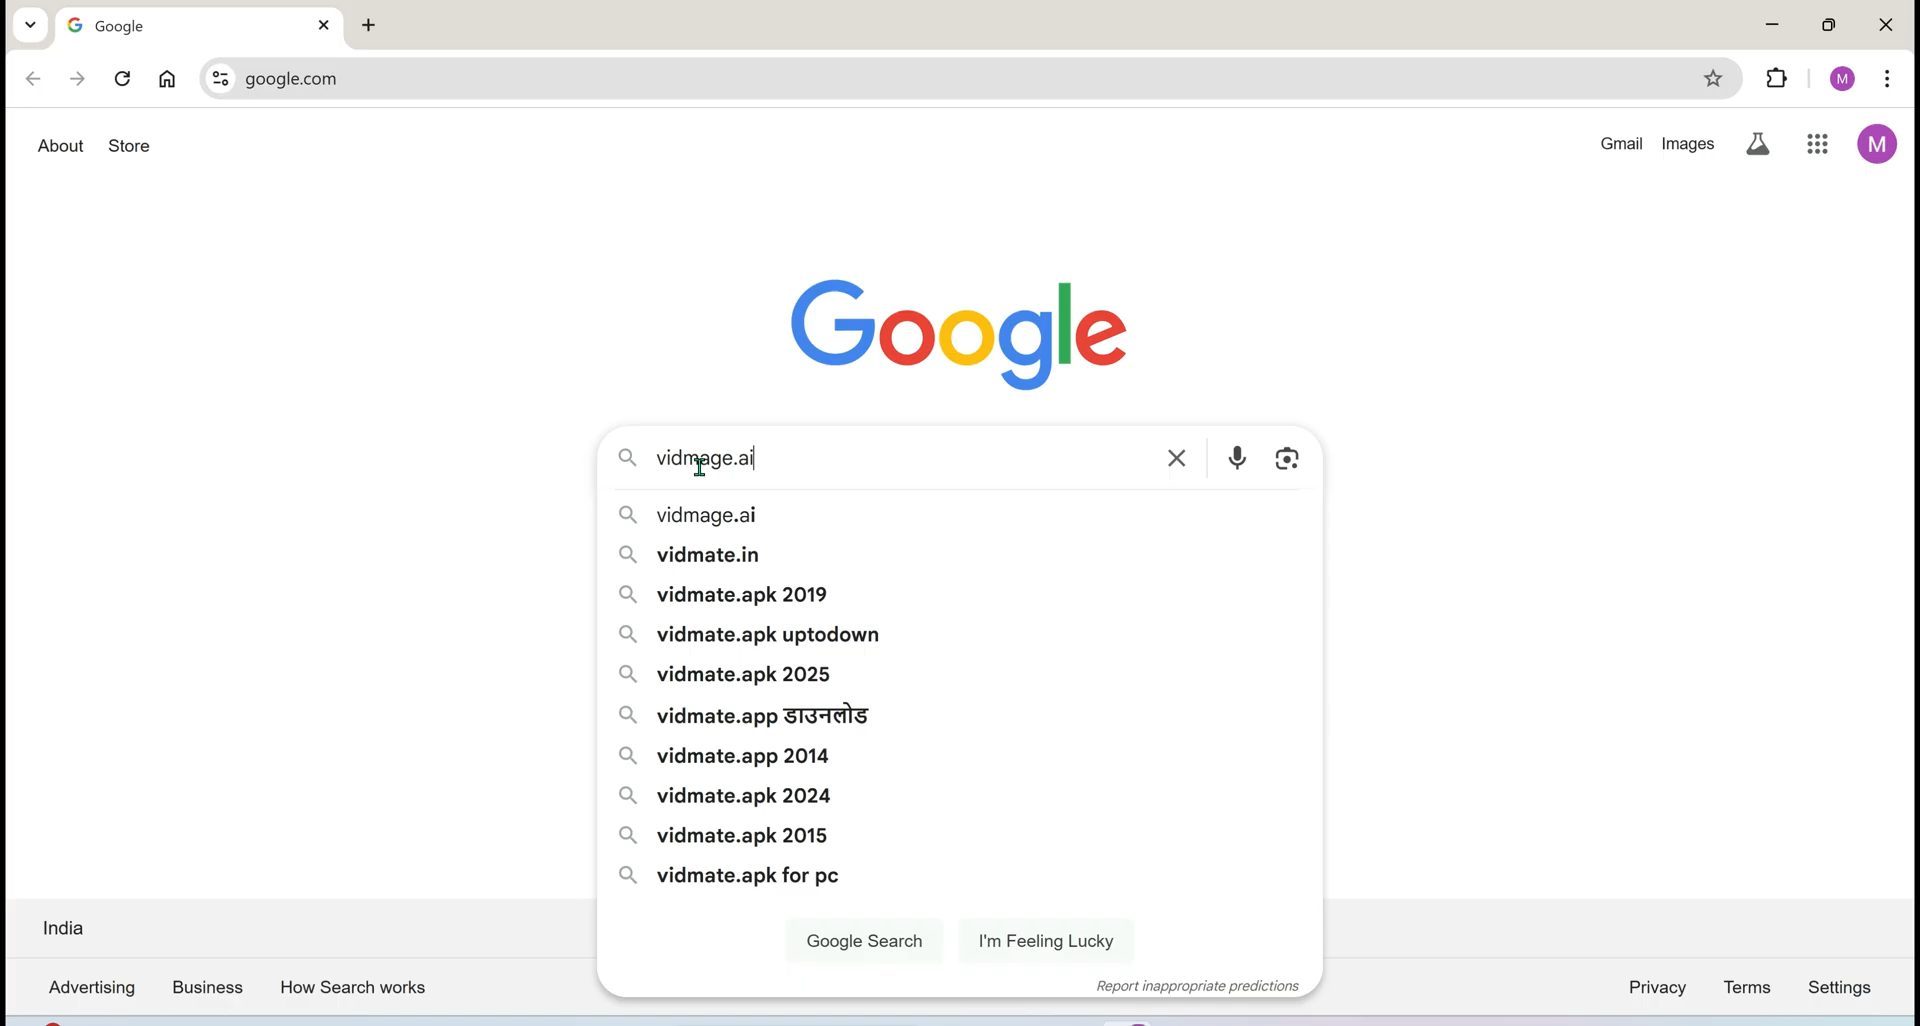 Google
google.com
M
About Store
Gmail Images
M
Google
vidmage.ai
vidmage.ai
vidmate.in
vidmate.apk 2019
vidmate.apk uptodown
vidmate.apk 2025
vidmate.app डाउनलोड
vidmate.app 2014
vidmate.apk 2024
vidmate.apk 2015
vidmate.apk for pc
Google Search I'm Feeling Lucky
Report inappropriate predictions
India
Advertising Business How Search works
Privacy Terms Settings